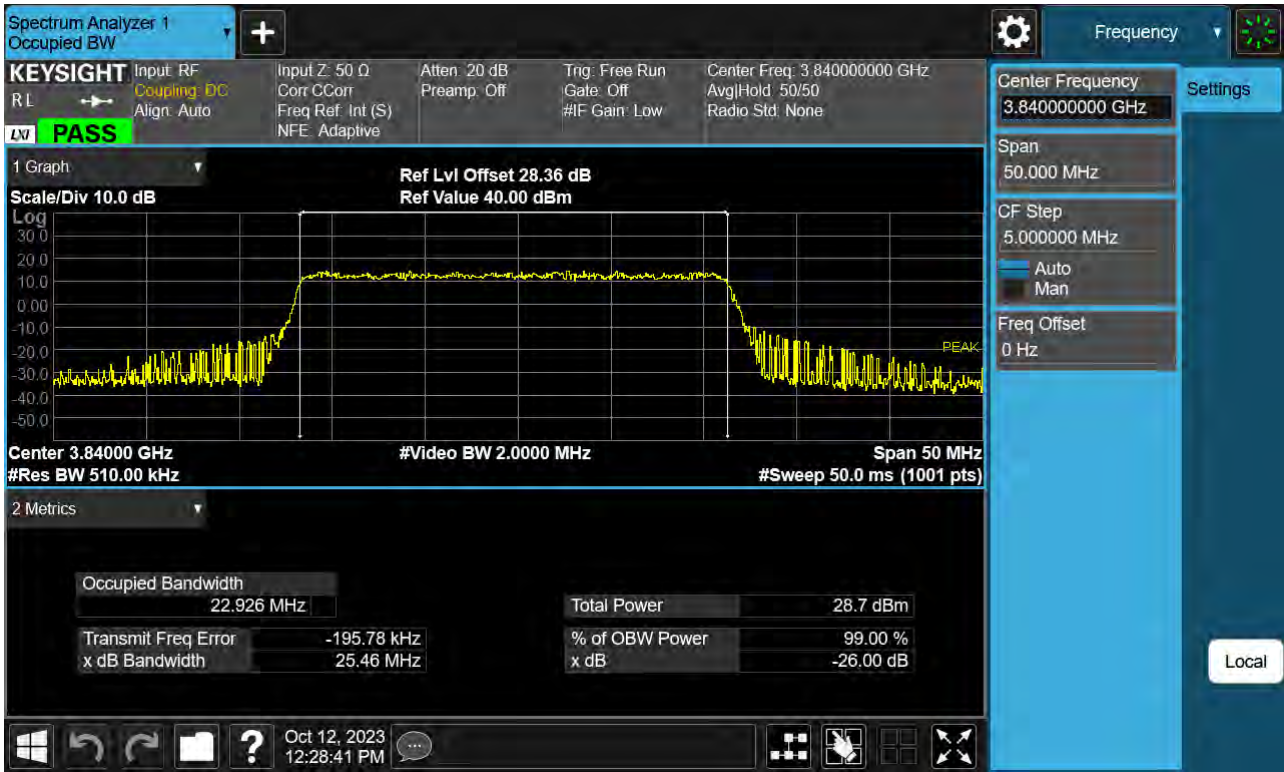 Spectrum Analyzer 1
Occupied BW
Frequency
KEYSIGHT
RL
LXI
PASS
Input: RF
Coupling: DC
Align: Auto
Input Z: 50 Ω
Corr CCorr
Freq Ref: Int (S)
NFE: Adaptive
Atten: 20 dB
Preamp: Off
Trig: Free Run
Gate: Off
#IF Gain: Low
Center Freq: 3.840000000 GHz
Avg|Hold: 50/50
Radio Std: None
Center Frequency
3.840000000 GHz
Settings
Span
50.000 MHz
CF Step
5.000000 MHz
Auto
Man
Freq Offset
0 Hz
1 Graph
Scale/Div 10.0 dB
Ref Lvl Offset 28.36 dB
Ref Value 40.00 dBm
Log
30.0
20.0
10.0
0.00
-10.0
-20.0
-30.0
-40.0
-50.0
PEAK
Center 3.84000 GHz
#Video BW 2.0000 MHz
Span 50 MHz
#Res BW 510.00 kHz
#Sweep 50.0 ms (1001 pts)
2 Metrics
Occupied Bandwidth
22.926 MHz
Total Power 28.7 dBm
Transmit Freq Error -195.78 kHz
% of OBW Power 99.00 %
x dB Bandwidth 25.46 MHz
x dB -26.00 dB
Local
?
Oct 12, 2023
12:28:41 PM